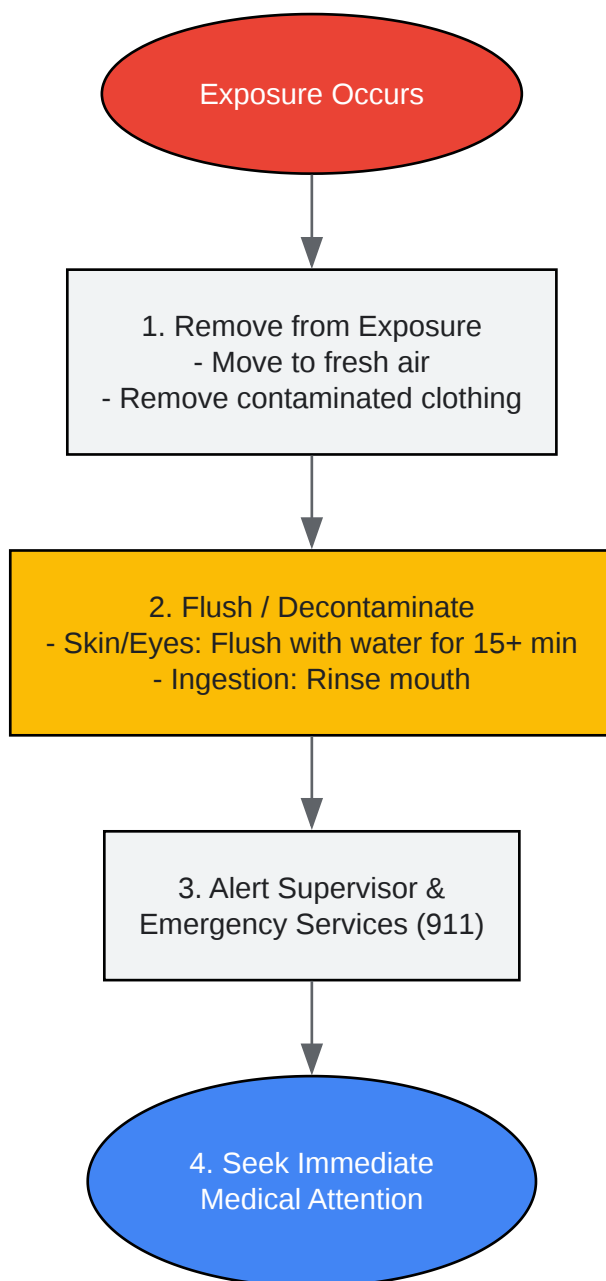 Exposure Occurs
1. Remove from Exposure
- Move to fresh air
- Remove contaminated clothing
2. Flush / Decontaminate
- Skin/Eyes: Flush with water for 15+ min
- Ingestion: Rinse mouth
3. Alert Supervisor &
Emergency Services (911)
4. Seek Immediate
Medical Attention